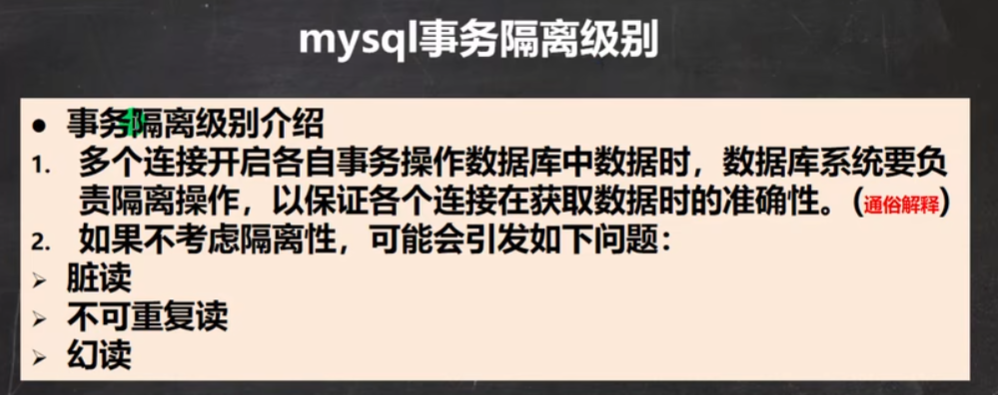 mysql事务隔离级别
● 事务隔离级别介绍
1. 多个连接开启各自事务操作数据库中数据时，数据库系统要负
责隔离操作，以保证各个连接在获取数据时的准确性。(通俗解释)
2. 如果不考虑隔离性，可能会引发如下问题：
➢ 脏读
➢ 不可重复读
➢ 幻读